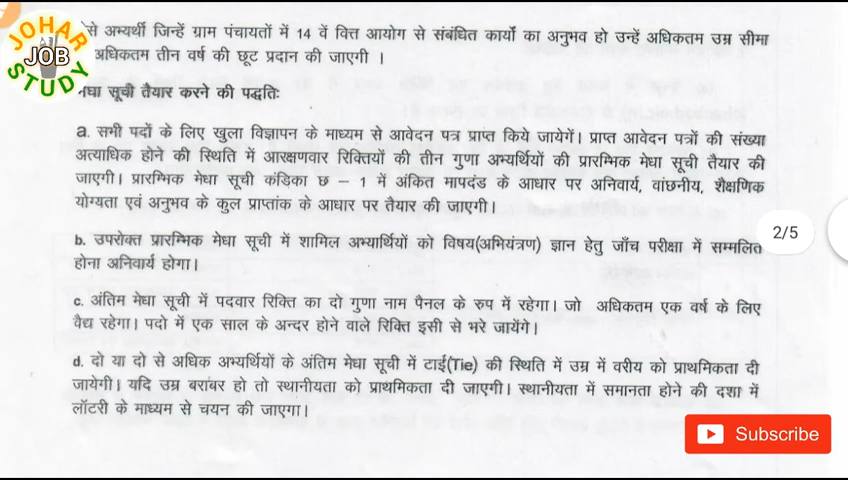 JOHAR
JOB
STUDY
से अभ्यर्थी जिन्हें ग्राम पंचायतों में 14 वें वित्त आयोग से संबंधित कार्यों का अनुभव हो उन्हें अधिकतम उम्र सीमा
अधिकतम तीन वर्ष की छूट प्रदान की जाएगी ।
मेधा सूची तैयार करने की पद्धतिः
a. सभी पदों के लिए खुला विज्ञापन के माध्यम से आवेदन पत्र प्राप्त किये जायेगें। प्राप्त आवेदन पत्रों की संख्या
अत्याधिक होने की स्थिति में आरक्षणवार रिक्तियों की तीन गुणा अभ्यर्थियों की प्रारम्भिक मेधा सूची तैयार की
जाएगी। प्रारम्भिक मेधा सूची कंड़िका छ – 1 में अंकित मापदंड के आधार पर अनिवार्य, वांछनीय, शैक्षणिक
योग्यता एवं अनुभव के कुल प्राप्तांक के आधार पर तैयार की जाएगी।
2/5
b. उपरोक्त प्रारम्भिक मेधा सूची में शामिल अभ्यार्थियों को विषय(अभियंत्रण) ज्ञान हेतु जाँच परीक्षा में सम्मलित
होना अनिवार्य होगा।
c. अंतिम मेधा सूची में पदवार रिक्ति का दो गुणा नाम पैनल के रुप में रहेगा। जो अधिकतम एक वर्ष के लिए
वैद्य रहेगा। पदो में एक साल के अन्दर होने वाले रिक्ति इसी से भरे जायेंगे।
d. दो या दो से अधिक अभ्यर्थियों के अंतिम मेधा सूची में टाई(Tie) की स्थिति में उम्र में वरीय को प्राथमिकता दी
जायेगी। यदि उम्र बराबर हो तो स्थानीयता को प्राथमिकता दी जाएगी। स्थानीयता में समानता होने की दशा में
लॉटरी के माध्यम से चयन की जाएगा।
Subscribe